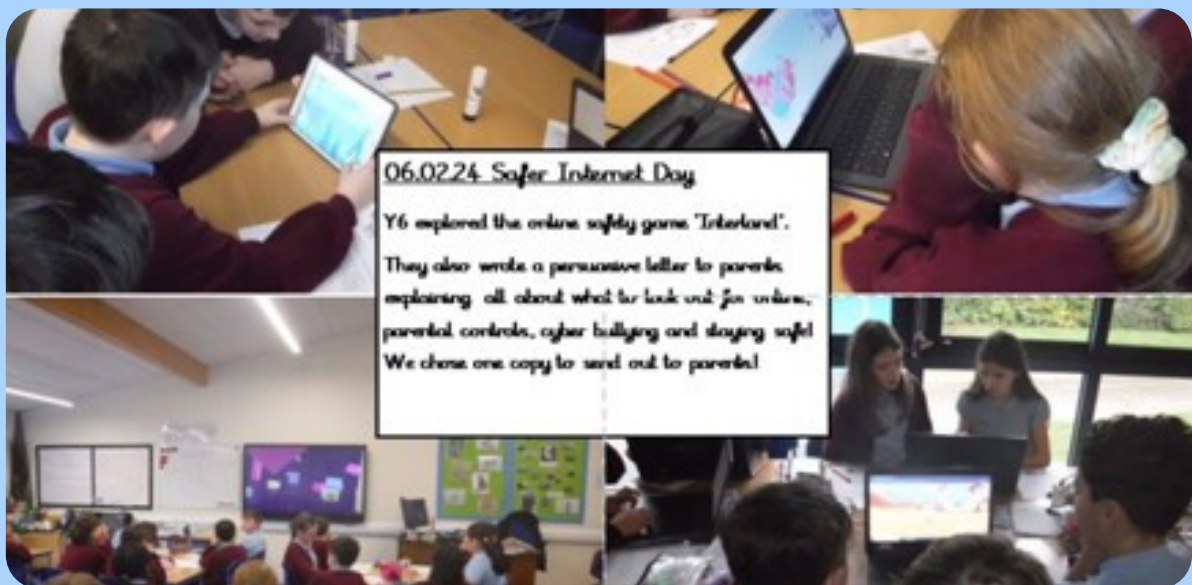 06.02.24 Safer Internet Day
Y6 explored the online safety game 'Interland'.
They also wrote a persuasive letter to parents
explaining all about what to look out for online,
parental controls, cyber bullying and staying safe!
We chose one copy to send out to parents!